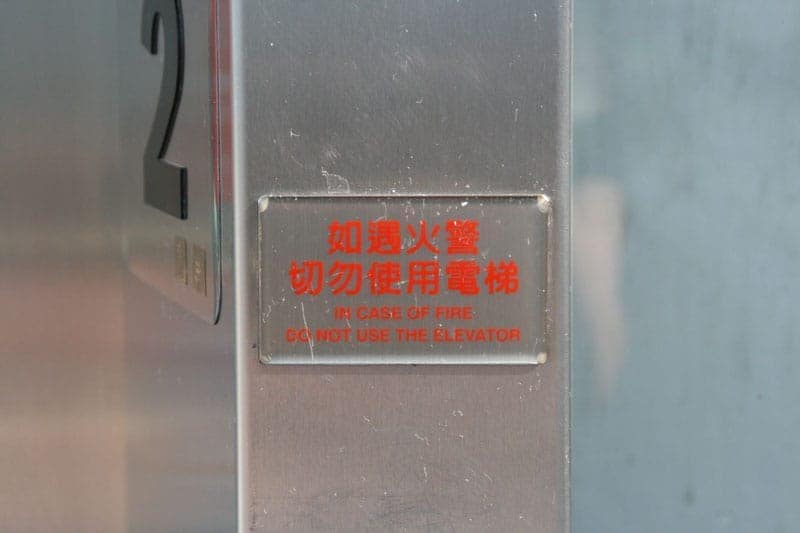 2
如遇火警
切勿使用電梯
IN CASE OF FIRE
DO NOT USE THE ELEVATOR